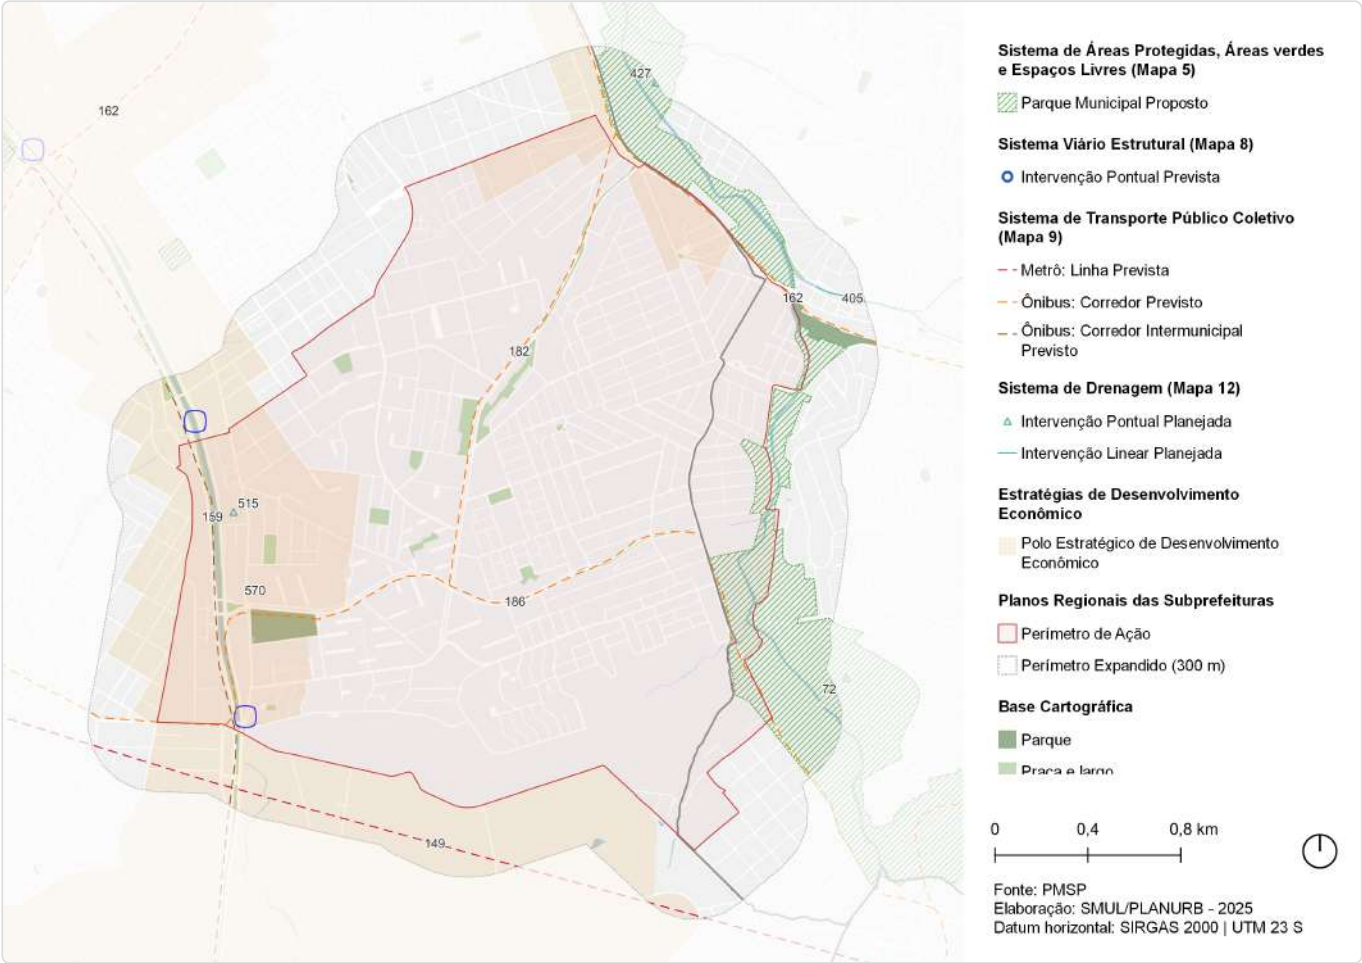 162
427
162
405
182
515
159
570
186
72
149
Sistema de Áreas Protegidas, Áreas verdes
e Espaços Livres (Mapa 5)
Parque Municipal Proposto
Sistema Viário Estrutural (Mapa 8)
Intervenção Pontual Prevista
Sistema de Transporte Público Coletivo
(Mapa 9)
Metrô: Linha Prevista
Ônibus: Corredor Previsto
Ônibus: Corredor Intermunicipal
Previsto
Sistema de Drenagem (Mapa 12)
Intervenção Pontual Planejada
Intervenção Linear Planejada
Estratégias de Desenvolvimento
Econômico
Polo Estratégico de Desenvolvimento
Econômico
Planos Regionais das Subprefeituras
Perímetro de Ação
Perímetro Expandido (300 m)
Base Cartográfica
Parque
Praça e largo
0 0,4 0,8 km
Fonte: PMSP
Elaboração: SMUL/PLANURB - 2025
Datum horizontal: SIRGAS 2000 | UTM 23 S